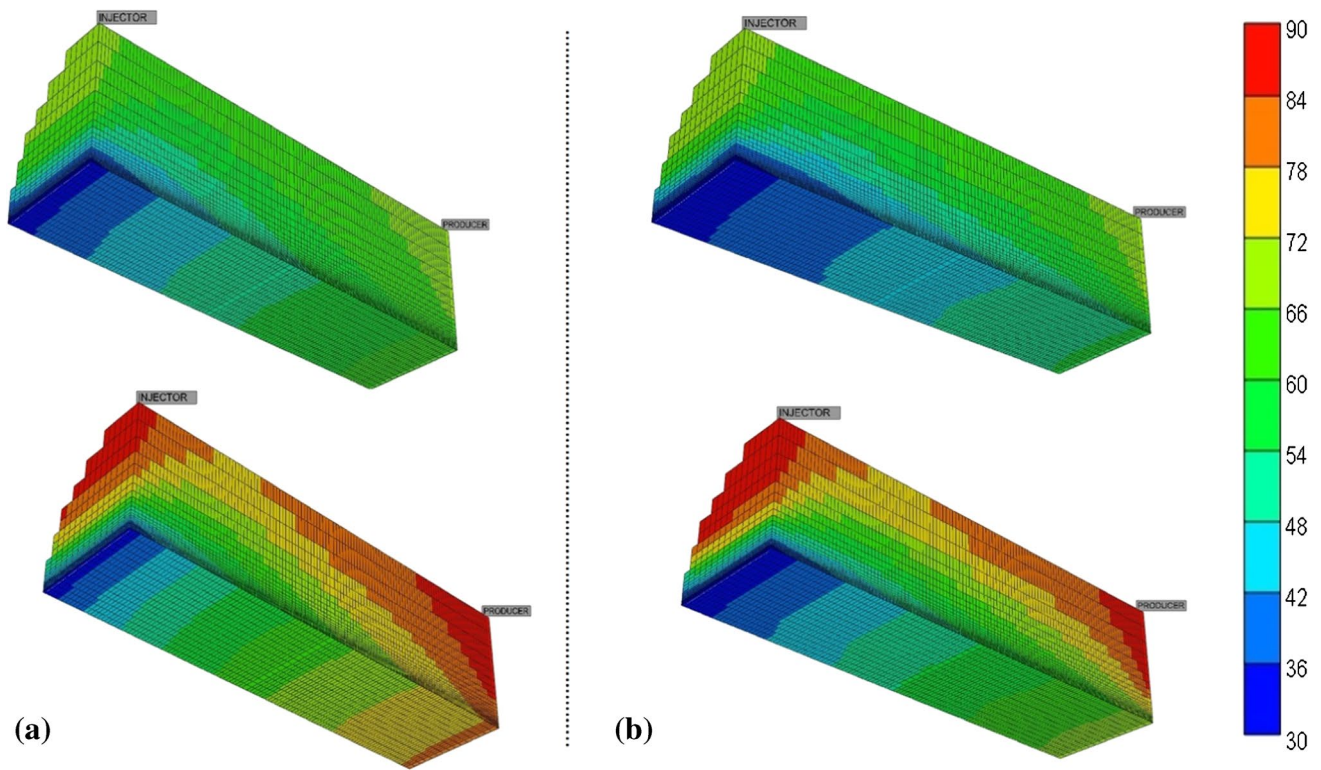 INJECTOR
PRODUCER
INJECTOR
PRODUCER
INJECTOR
PRODUCER
INJECTOR
PRODUCER
(a)
(b)
90
84
78
72
66
60
54
48
42
36
30